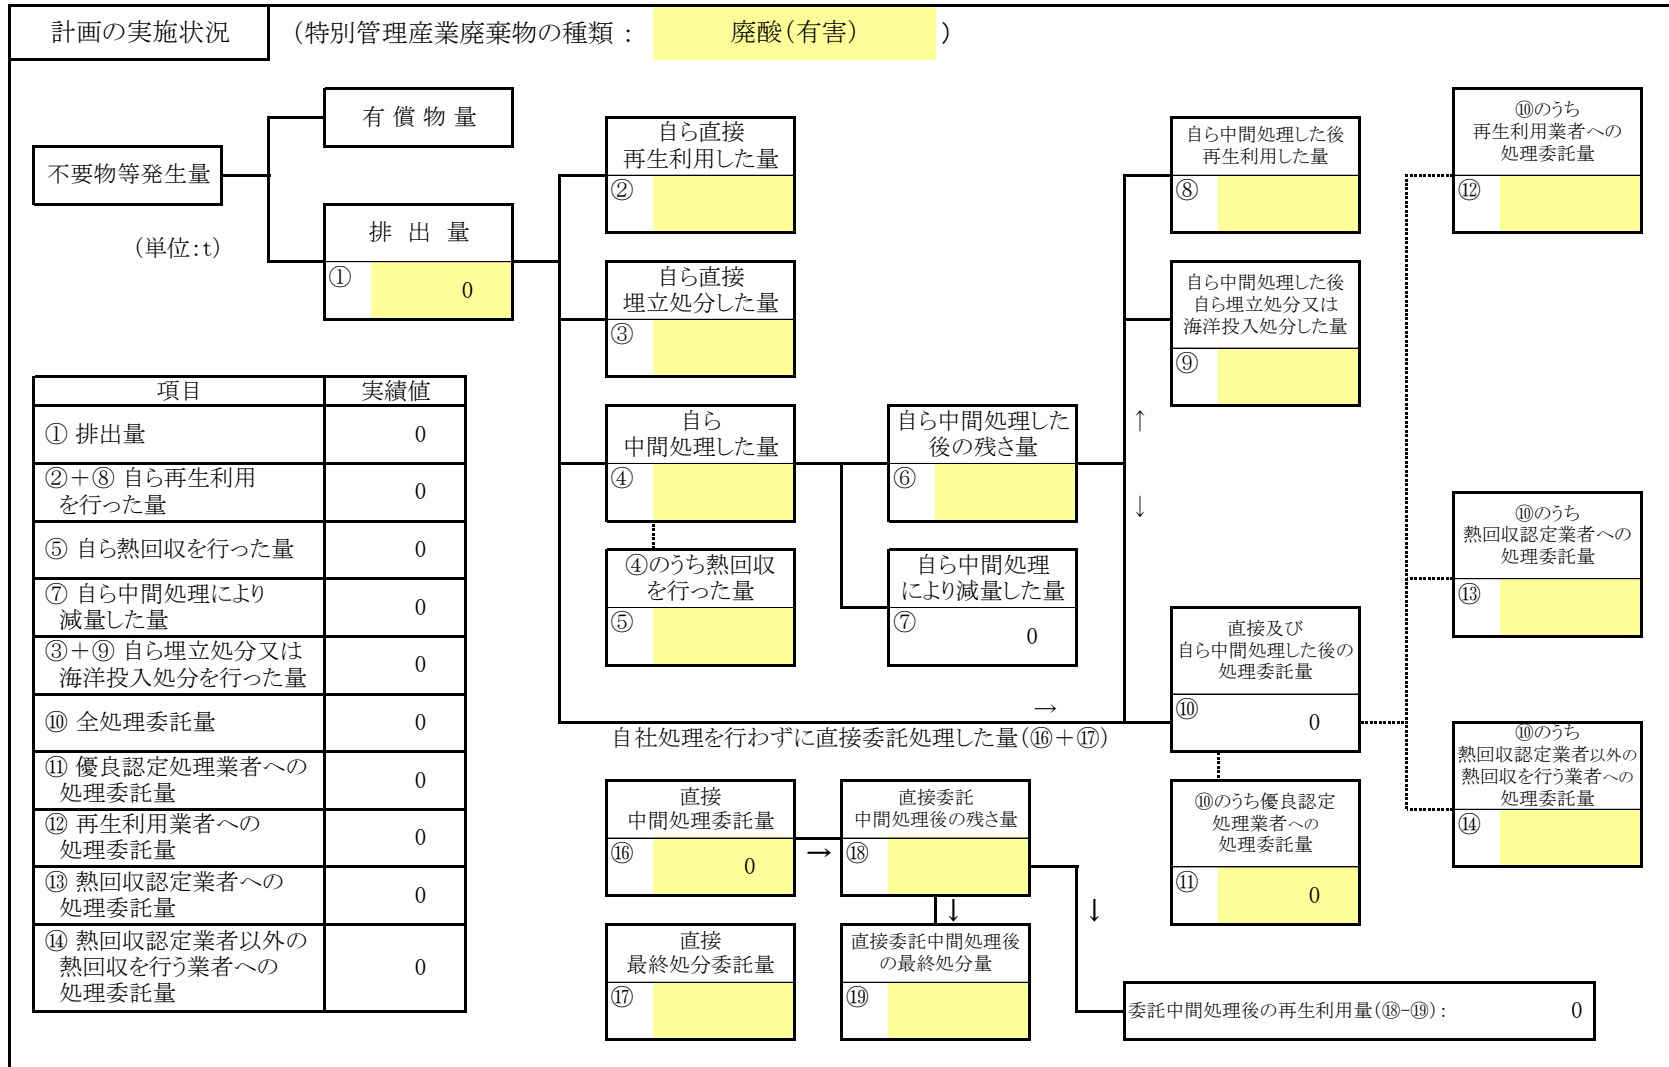 計画の実施状況
(特別管理産業廃棄物の種類：
廃酸(有害)
)
有 償 物 量
不要物等発生量
(単位:t)
排 出 量
①
0
自ら直接
再生利用した量
②
自ら直接
埋立処分した量
③
自ら
中間処理した量
④
④のうち熱回収
を行った量
⑤
自ら中間処理した
後の残さ量
⑥
自ら中間処理
により減量した量
⑦
0
自ら中間処理した後
再生利用した量
⑧
自ら中間処理した後
自ら埋立処分又は
海洋投入処分した量
⑨
↑
↓
直接及び
自ら中間処理した後の
処理委託量
⑩
0
⑩のうち優良認定
処理業者への
処理委託量
⑪
0
⑩のうち
再生利用業者への
処理委託量
⑫
⑩のうち
熱回収認定業者への
処理委託量
⑬
⑩のうち
熱回収認定業者以外の
熱回収を行う業者への
処理委託量
⑭
→
自社処理を行わずに直接委託処理した量(⑯＋⑰)
直接
中間処理委託量
⑯
0
→
直接委託
中間処理後の残さ量
⑱
↓
↓
直接
最終処分委託量
⑰
直接委託中間処理後
の最終処分量
⑲
委託中間処理後の再生利用量(⑱-⑲)：
0
項目
実績値
① 排出量
0
②＋⑧ 自ら再生利用
を行った量
0
⑤ 自ら熱回収を行った量
0
⑦ 自ら中間処理により
減量した量
0
③＋⑨ 自ら埋立処分又は
海洋投入処分を行った量
0
⑩ 全処理委託量
0
⑪ 優良認定処理業者への
処理委託量
0
⑫ 再生利用業者への
処理委託量
0
⑬ 熱回収認定業者への
処理委託量
0
⑭ 熱回収認定業者以外の
熱回収を行う業者への
処理委託量
0